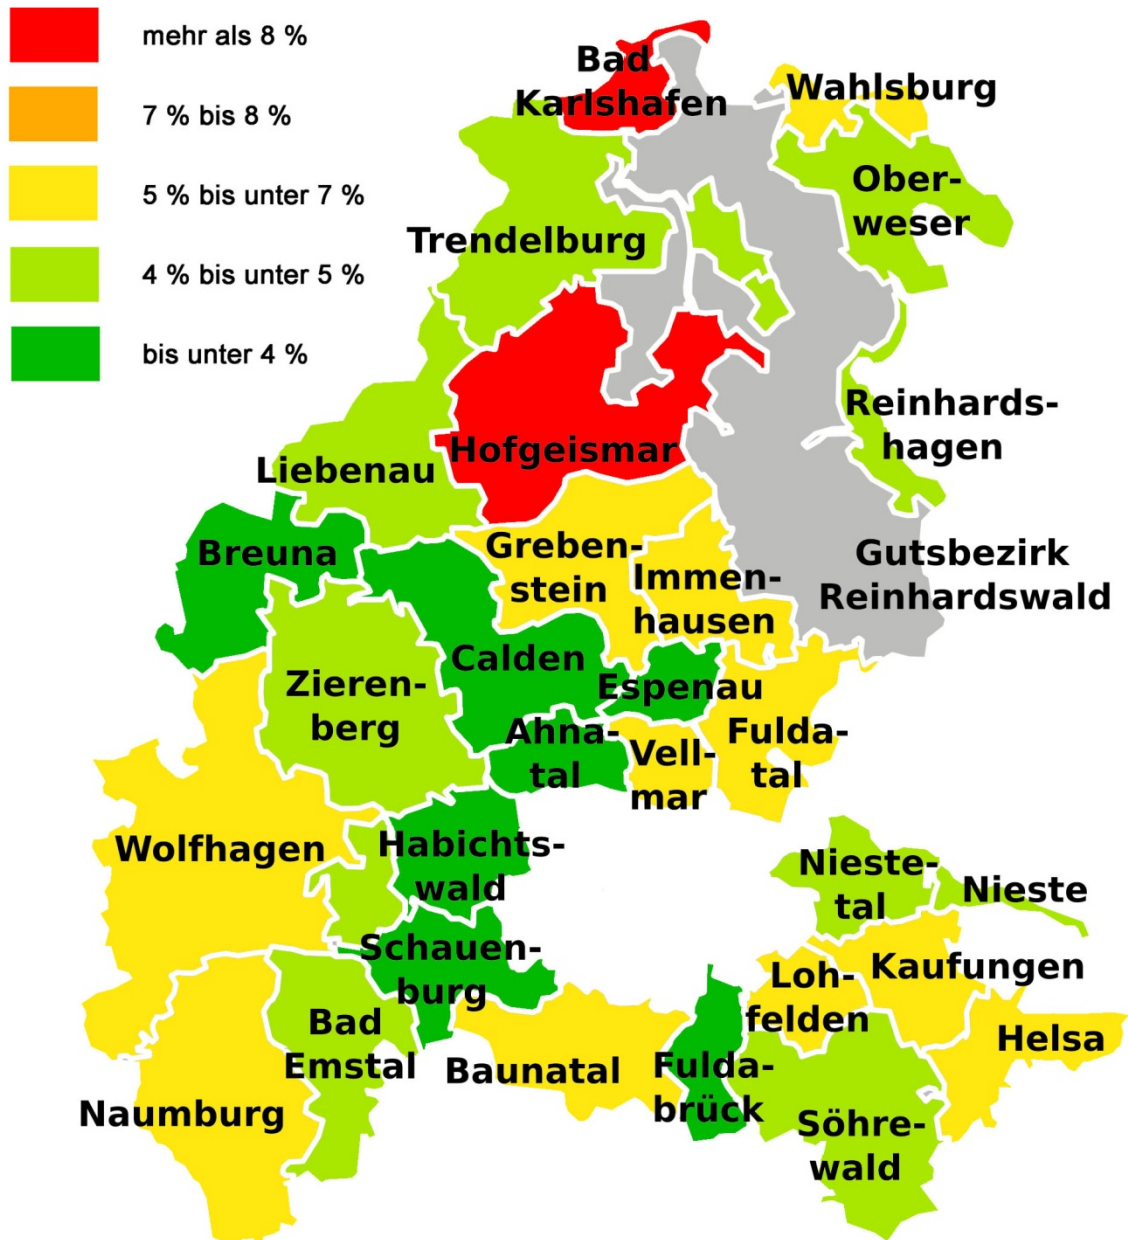 mehr als 8 %
7 % bis 8 %
5 % bis unter 7 %
4 % bis unter 5 %
bis unter 4 %
Bad
Karlshafen
Wahlsburg
Ober-
weser
Trendelburg
Reinhards-
hagen
Hofgeismar
Liebenau
Breuna
Greben-
stein
Immen-
hausen
Gutsbezirk
Reinhardswald
Calden
Espenau
Zieren-
berg
Ahna-
tal
Vell-
mar
Fulda-
tal
Wolfhagen
Habichts-
wald
Nieste-
tal
Nieste
Schauen-
burg
Kaufungen
Loh-
felden
Bad
Emstal
Helsa
Baunatal
Fulda-
brück
Naumburg
Söhre-
wald